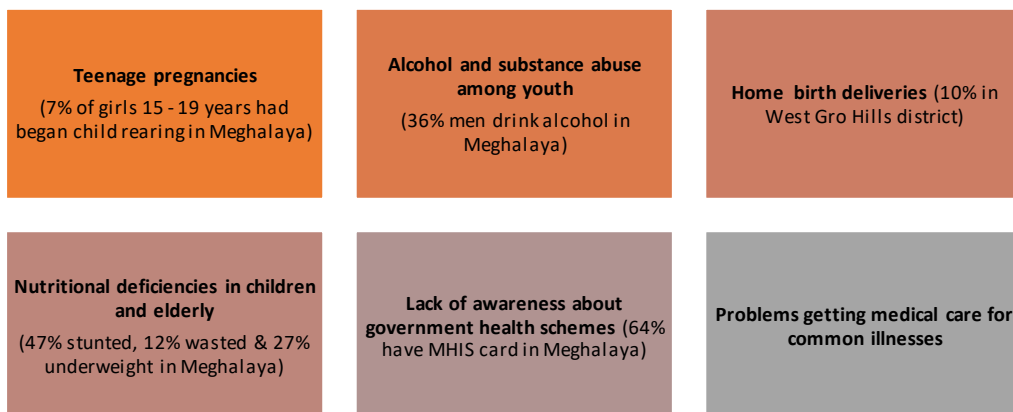 Teenage pregnancies
(7% of girls 15 - 19 years had
began child rearing in Meghalaya)
Alcohol and substance abuse
among youth
(36% men drink alcohol in
Meghalaya)
Home birth deliveries (10% in
West Gro Hills district)
Nutritional deficiencies in children
and elderly
(47% stunted, 12% wasted & 27%
underweight in Meghalaya)
Lack of awareness about
government health schemes (64%
have MHIS card in Meghalaya)
Problems getting medical care for
common illnesses